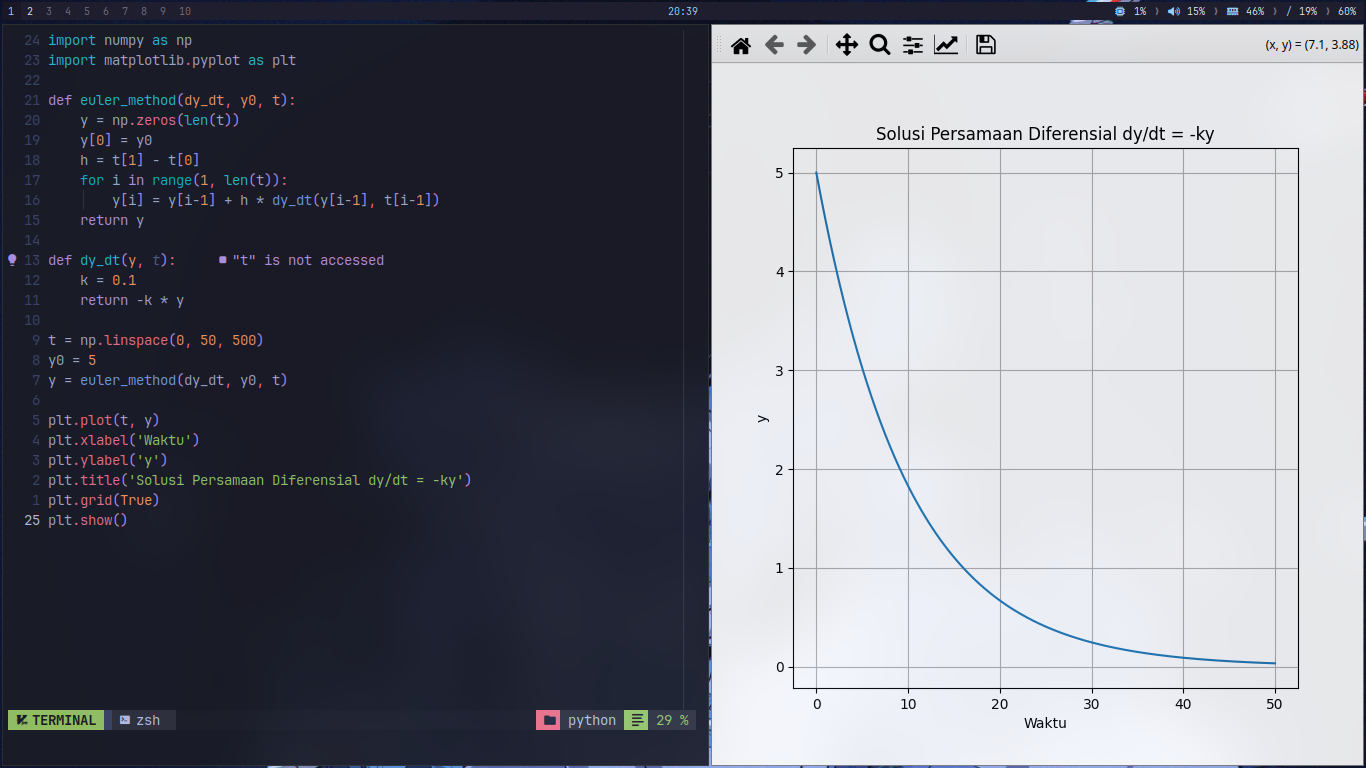 1 2 3 4 5 6 7 8 9 10 20:39 1% 15% 46% / 19% 60%
24 import numpy as np
23 import matplotlib.pyplot as plt
22
21 def euler_method(dy_dt, y0, t):
20     y = np.zeros(len(t))
19     y[0] = y0
18     h = t[1] - t[0]
17     for i in range(1, len(t)):
16         y[i] = y[i-1] + h * dy_dt(y[i-1], t[i-1])
15     return y
14
13 def dy_dt(y, t): "t" is not accessed
12     k = 0.1
11     return -k * y
10
9 t = np.linspace(0, 50, 500)
8 y0 = 5
7 y = euler_method(dy_dt, y0, t)
6
5 plt.plot(t, y)
4 plt.xlabel('Waktu')
3 plt.ylabel('y')
2 plt.title('Solusi Persamaan Diferensial dy/dt = -ky')
1 plt.grid(True)
25 plt.show()
TERMINAL zsh python 29 %
(x, y) = (7.1, 3.88)
Solusi Persamaan Diferensial dy/dt = -ky
5
4
3
2
1
0
y
0 10 20 30 40 50
Waktu